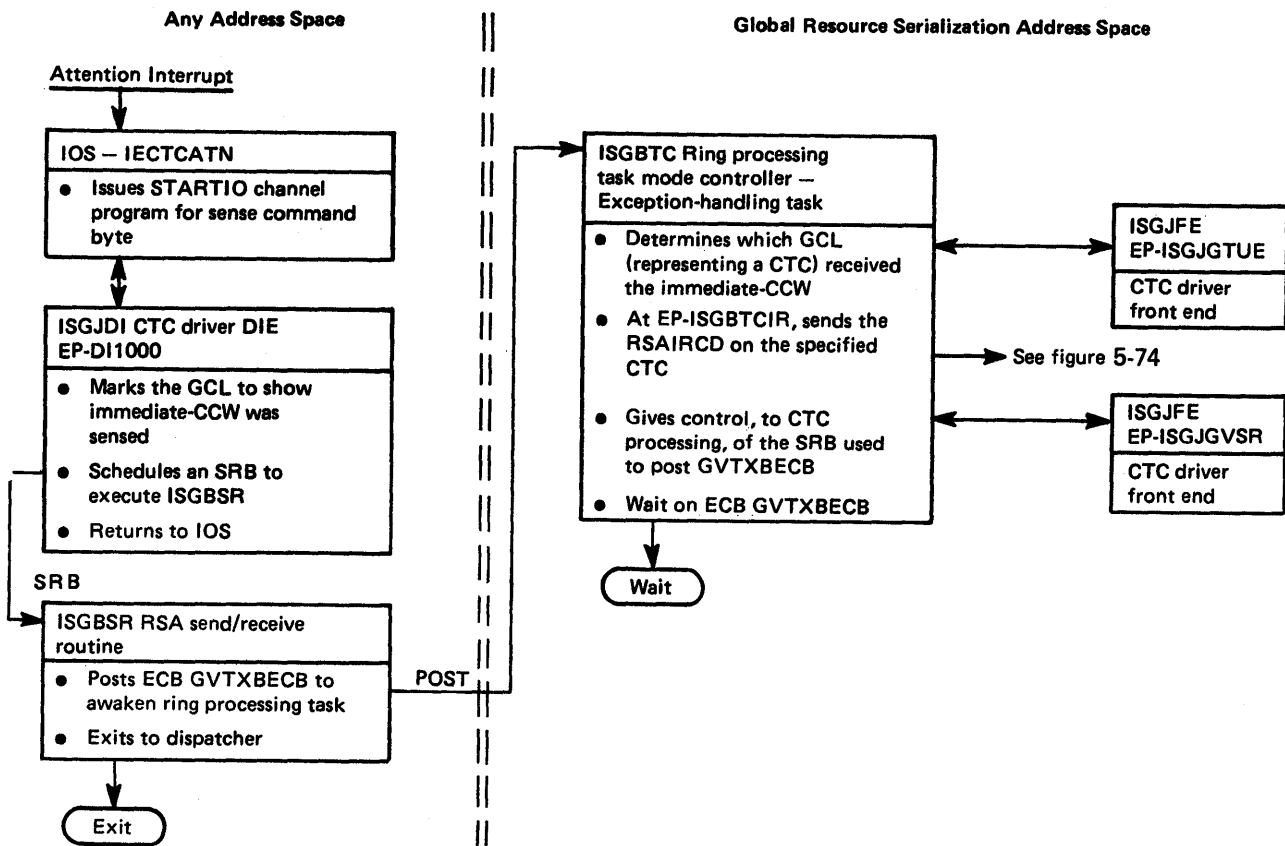 Any Address Space
Global Resource Serialization Address Space
Attention Interrupt
IOS – IECTCATN
● Issues STARTIO channel
program for sense command
byte
ISGJDI CTC driver DIE
EP-DI1000
● Marks the GCL to show
immediate-CCW was
sensed
● Schedules an SRB to
execute ISGBSR
● Returns to IOS
SRB
ISGBSR RSA send/receive
routine
● Posts ECB GVTXBECB to
awaken ring processing task
● Exits to dispatcher
POST
Exit
ISGBTC Ring processing
task mode controller –
Exception-handling task
● Determines which GCL
(representing a CTC) received
the immediate-CCW
● At EP-ISGBTCIR, sends the
RSAIRCD on the specified
CTC
● Gives control, to CTC
processing, of the SRB used
to post GVTXBECB
● Wait on ECB GVTXBECB
Wait
ISGJFE
EP-ISGJGTUE
CTC driver
front end
See figure 5-74
ISGJFE
EP-ISGJGVSR
CTC driver
front end